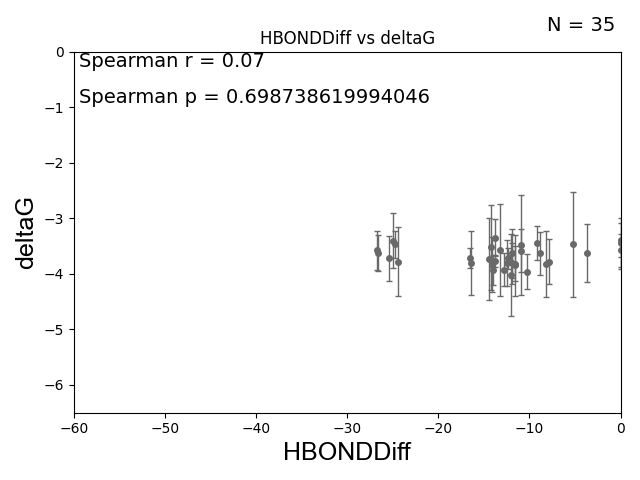 N = 35
HBONDDiff vs deltaG
Spearman r = 0.07
Spearman p = 0.698738619994046
deltaG
0
−1
−2
−3
−4
−5
−6
−60 −50 −40 −30 −20 −10 0
HBONDDiff